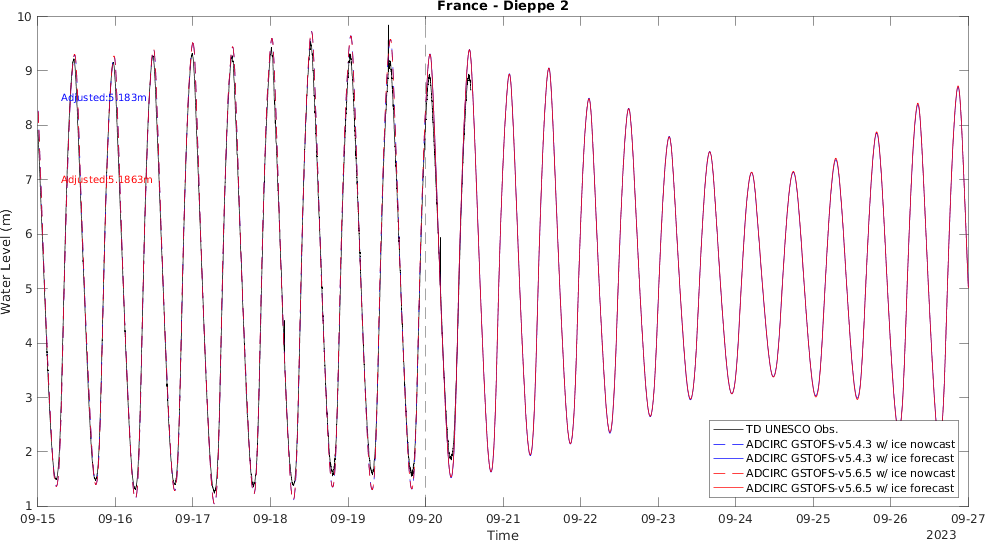 France - Dieppe 2
10
9
8
7
6
5
4
3
2
1
Water Level (m)
Adjusted:5.183m
Adjusted:5.1863m
TD UNESCO Obs.
ADCIRC GSTOFS-v5.4.3 w/ ice nowcast
ADCIRC GSTOFS-v5.4.3 w/ ice forecast
ADCIRC GSTOFS-v5.6.5 w/ ice nowcast
ADCIRC GSTOFS-v5.6.5 w/ ice forecast
09-15 09-16 09-17 09-18 09-19 09-20 09-21 09-22 09-23 09-24 09-25 09-26 09-27
Time
2023